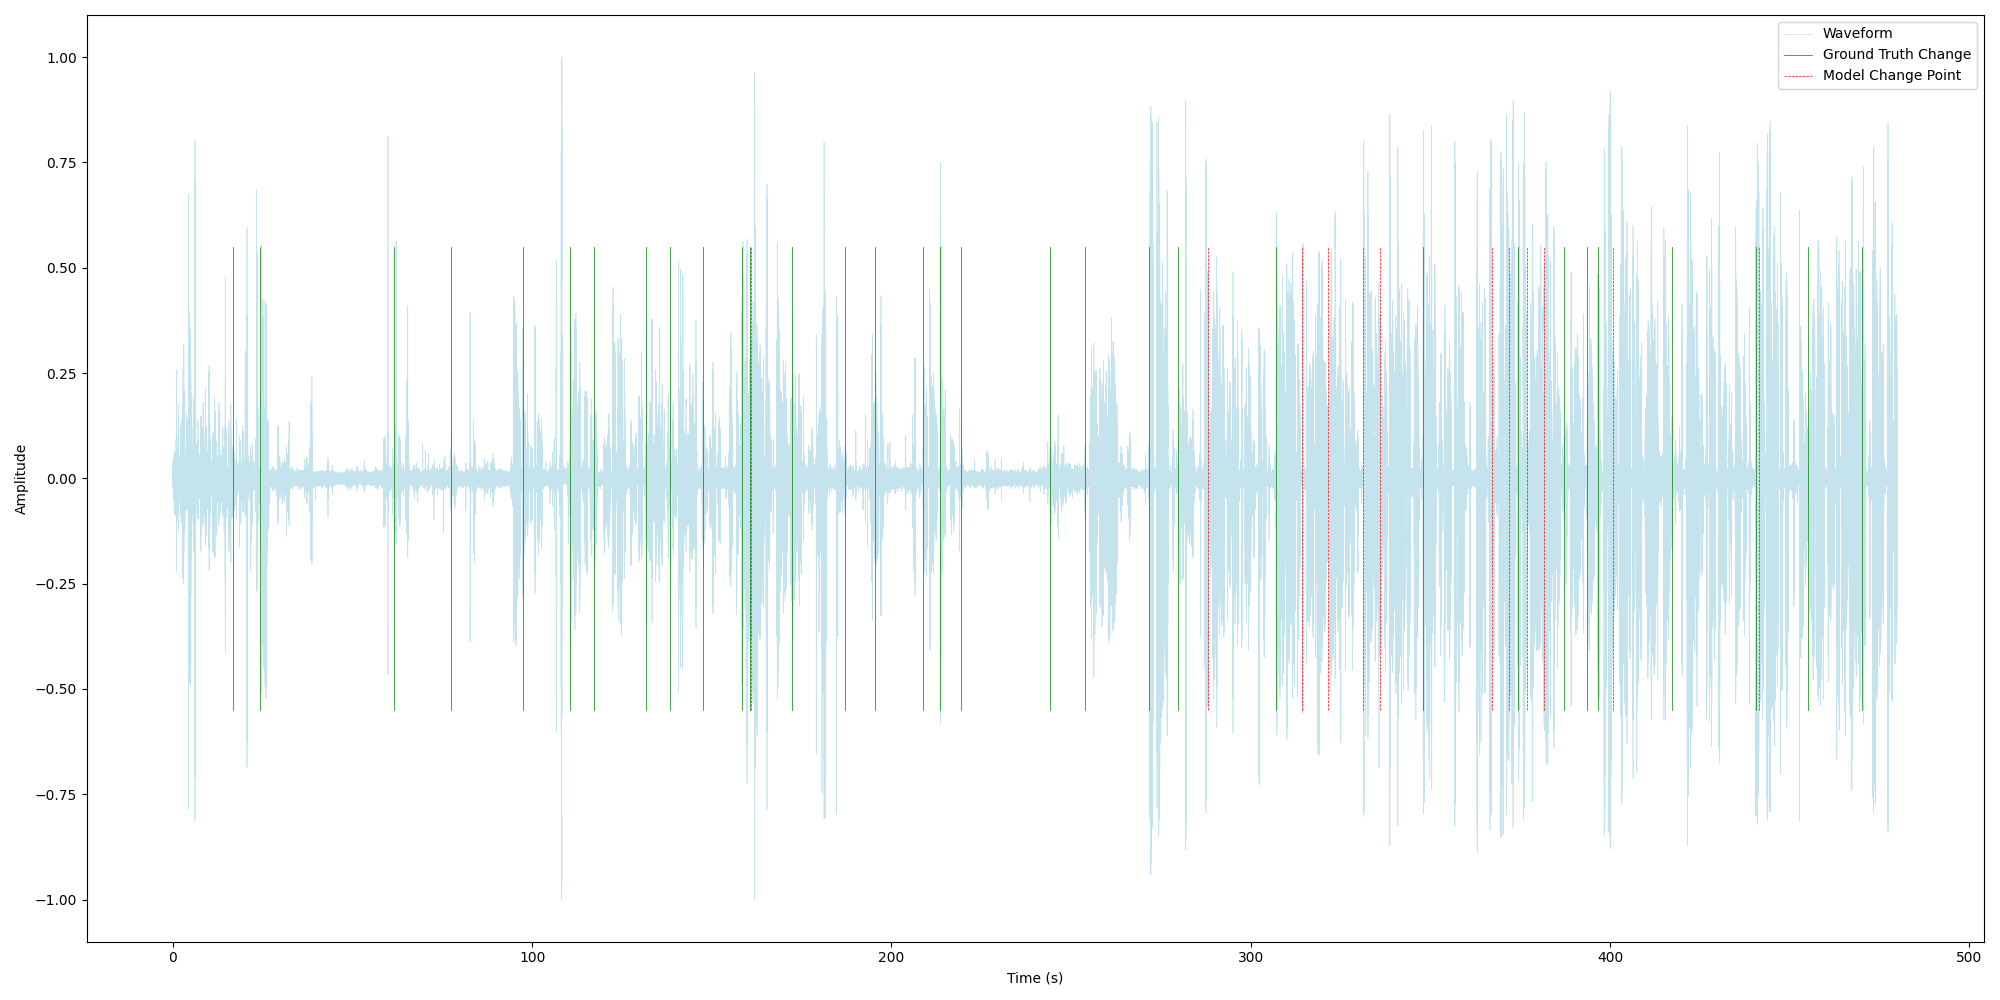 Waveform
Ground Truth Change
Model Change Point
1.00
0.75
0.50
0.25
0.00
−0.25
−0.50
−0.75
−1.00
Amplitude
0 100 200 300 400 500
Time (s)